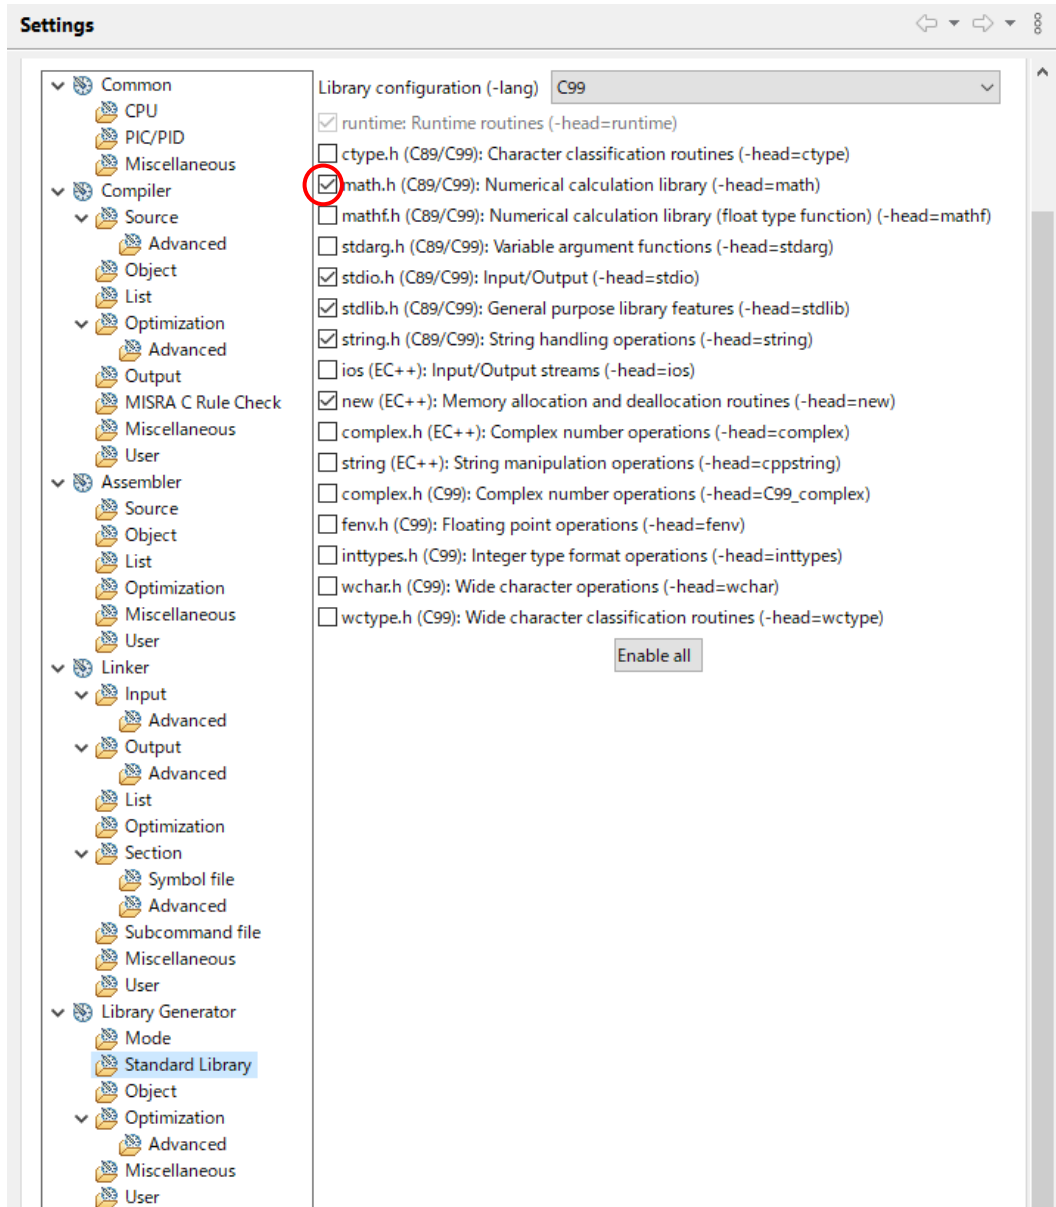 Settings
Common
CPU
PIC/PID
Miscellaneous
Compiler
Source
Advanced
Object
List
Optimization
Advanced
Output
MISRA C Rule Check
Miscellaneous
User
Assembler
Source
Object
List
Optimization
Miscellaneous
User
Linker
Input
Advanced
Output
Advanced
List
Optimization
Section
Symbol file
Advanced
Subcommand file
Miscellaneous
User
Library Generator
Mode
Standard Library
Object
Optimization
Advanced
Miscellaneous
User
Library configuration (-lang) C99
runtime: Runtime routines (-head=runtime)
ctype.h (C89/C99): Character classification routines (-head=ctype)
math.h (C89/C99): Numerical calculation library (-head=math)
mathf.h (C89/C99): Numerical calculation library (float type function) (-head=mathf)
stdarg.h (C89/C99): Variable argument functions (-head=stdarg)
stdio.h (C89/C99): Input/Output (-head=stdio)
stdlib.h (C89/C99): General purpose library features (-head=stdlib)
string.h (C89/C99): String handling operations (-head=string)
ios (EC++): Input/Output streams (-head=ios)
new (EC++): Memory allocation and deallocation routines (-head=new)
complex.h (EC++): Complex number operations (-head=complex)
string (EC++): String manipulation operations (-head=cppstring)
complex.h (C99): Complex number operations (-head=C99_complex)
fenv.h (C99): Floating point operations (-head=fenv)
inttypes.h (C99): Integer type format operations (-head=inttypes)
wchar.h (C99): Wide character operations (-head=wchar)
wctype.h (C99): Wide character classification routines (-head=wctype)
Enable all